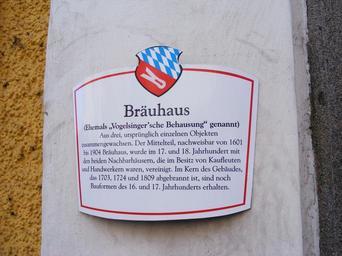 Bräuhaus
(Ehemals „Vogelsinger'sche Behausung“ genannt)
Aus drei, ursprünglich einzelnen Objekten
zusammengewachsen. Der Mittelteil, nachweisbar von 1601
bis 1904 Bräuhaus, wurde im 17. und 18. Jahrhundert mit
den beiden Nachbarhäusern, die im Besitz von Kaufleuten
und Handwerkern waren, vereinigt. Im Kern des Gebäudes,
das 1703, 1724 und 1809 abgebrannt ist, sind noch
Bauformen des 16. und 17. Jahrhunderts erhalten.